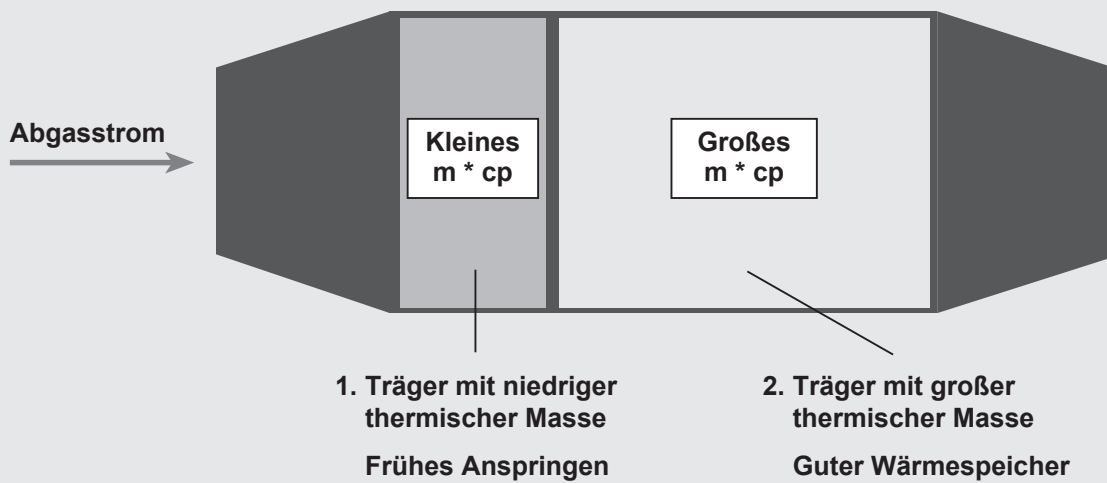 Abgasstrom
Kleines
m * cp
Großes
m * cp
1. Träger mit niedriger
thermischer Masse
Frühes Anspringen
2. Träger mit großer
thermischer Masse
Guter Wärmespeicher